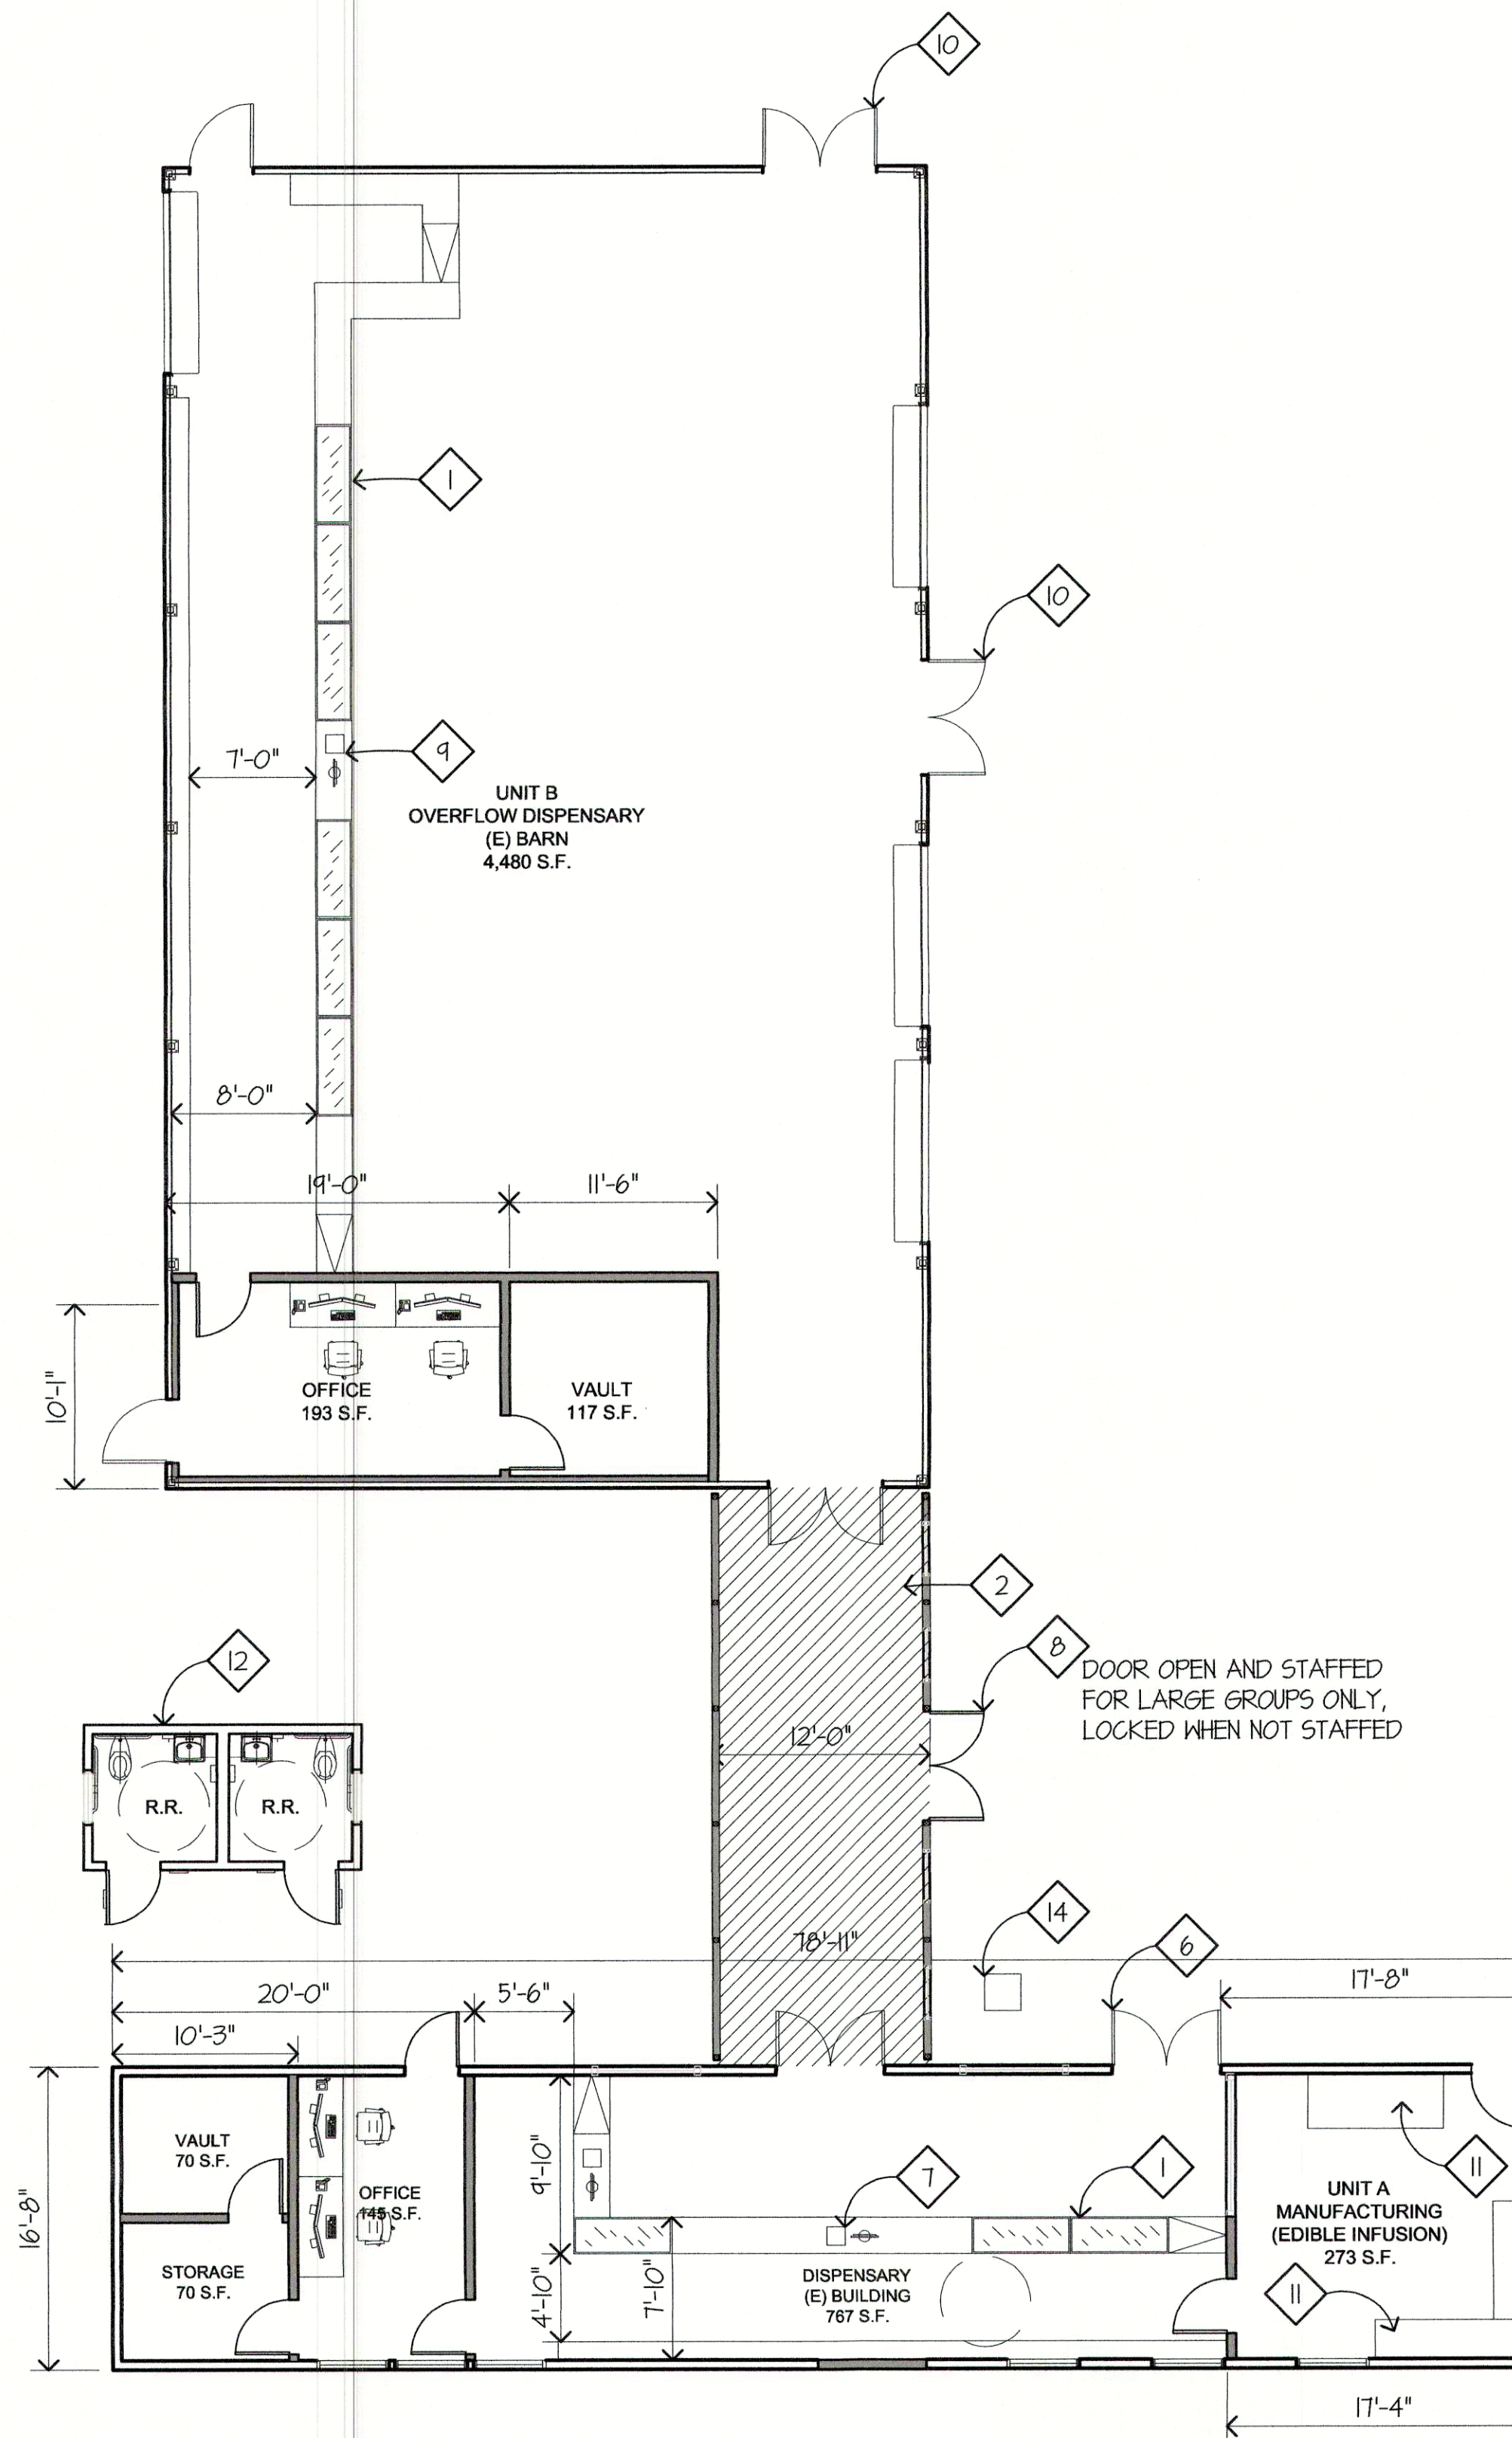 10
1
10
9
7'-0"
UNIT B
OVERFLOW DISPENSARY
(E) BARN
4,480 S.F.
8'-0"
19'-0"
11'-6"
10'-1"
OFFICE
193 S.F.
VAULT
117 S.F.
2
8
DOOR OPEN AND STAFFED
FOR LARGE GROUPS ONLY,
LOCKED WHEN NOT STAFFED
12
12'-0"
R.R.
R.R.
14
6
78'-11"
20'-0"
5'-6"
17'-8"
10'-3"
VAULT
70 S.F.
9'-10"
7
1
11
OFFICE
145 S.F.
UNIT A
MANUFACTURING
(EDIBLE INFUSION)
273 S.F.
16'-8"
STORAGE
70 S.F.
4'-10"
7'-10"
DISPENSARY
(E) BUILDING
767 S.F.
11
17'-4"